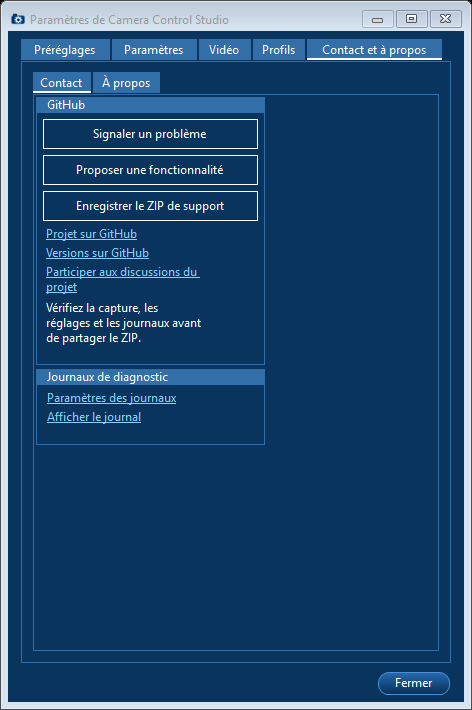 Paramètres de Camera Control Studio
Préréglages
Paramètres
Vidéo
Profils
Contact et à propos
Contact
À propos
GitHub
Signaler un problème
Proposer une fonctionnalité
Enregistrer le ZIP de support
Projet sur GitHub
Versions sur GitHub
Participer aux discussions du
projet
Vérifiez la capture, les
réglages et les journaux avant
de partager le ZIP.
Journaux de diagnostic
Paramètres des journaux
Afficher le journal
Fermer